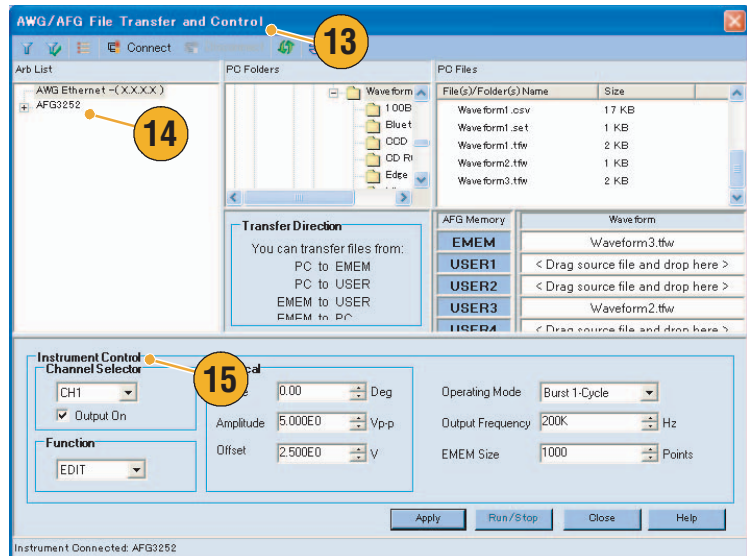 AWG/AFG File Transfer and Control
13
Connect
Arb List
PC Folders
PC Files
AWG Ethernet -(X.X.X.X )
AFG3252
14
Waveform
100B
Bluet
CCD
CD R
Edge
File(s)/Folder(s) Name
Size
Waveform1.csv 17 KB
Waveform1.set 1 KB
Waveform1.tfw 2 KB
Waveform2.tfw 1 KB
Waveform3.tfw 2 KB
Transfer Direction
You can transfer files from:
PC to EMEM
PC to USER
EMEM to USER
EMEM to PC
AFG Memory
Waveform
EMEM Waveform3.tfw
USER1 < Drag source file and drop here >
USER2 < Drag source file and drop here >
USER3 Waveform2.tfw
USER4 < Drag source file and drop here >
Instrument Control
15
Channel Selector
CH1
Output On
Function
EDIT
0.00 Deg
Amplitude 5.000E0 Vp-p
Offset 2.500E0 V
Operating Mode Burst 1-Cycle
Output Frequency 200K Hz
EMEM Size 1000 Points
Apply
Run/Stop
Close
Help
Instrument Connected: AFG3252